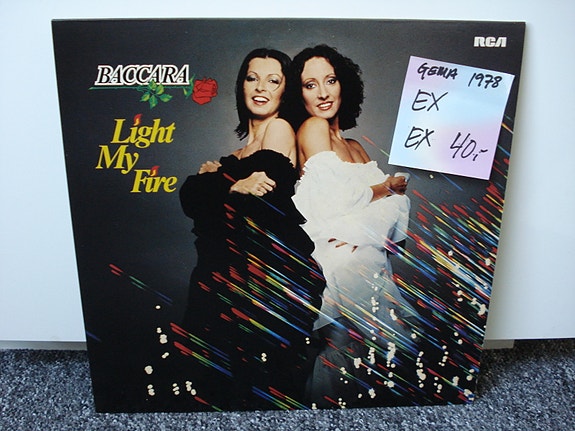 BACCARA
Light
My
Fire
RCA
GEMA 1978
EX
EX 40,-